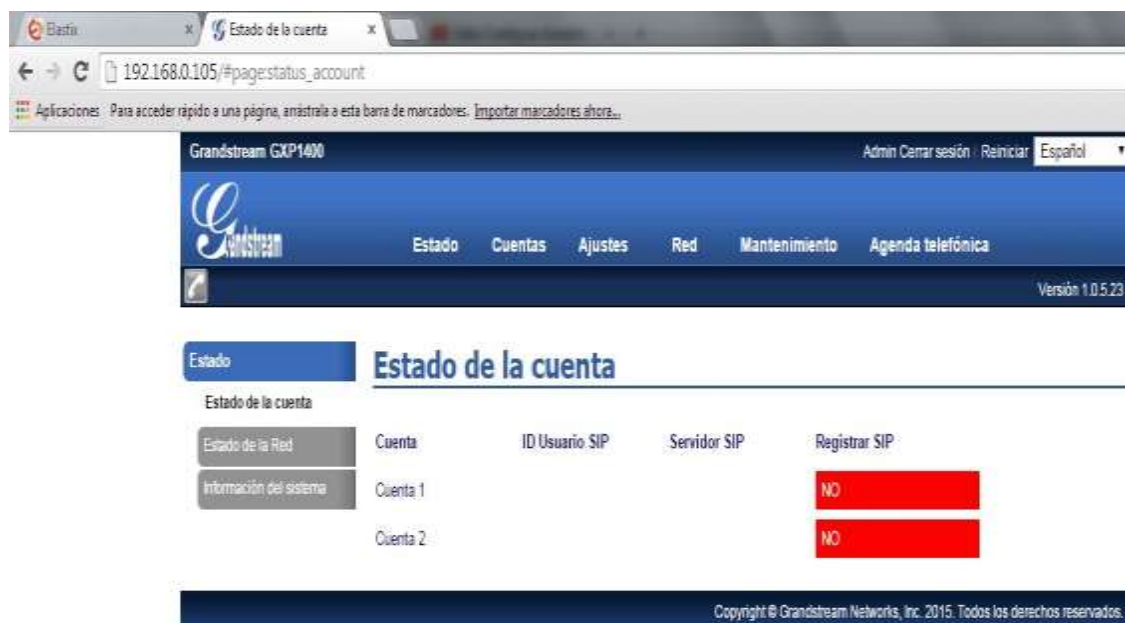 Elastix
Estado de la cuenta
192.168.0.105/#page:status_account
Aplicaciones Para acceder rápido a una página, arrástrala a esta barra de marcadores. Importar marcadores ahora...
Grandstream GXP1400 Admin Cerrar sesión Reiniciar Español
Grandstream
Estado Cuentas Ajustes Red Mantenimiento Agenda telefónica
Versión 1.0.5.23
Estado
Estado de la cuenta
Estado de la cuenta
Estado de la Red
Información del sistema
Cuenta ID Usuario SIP Servidor SIP Registrar SIP
Cuenta 1 NO
Cuenta 2 NO
Copyright © Grandstream Networks, Inc. 2015. Todos los derechos reservados.